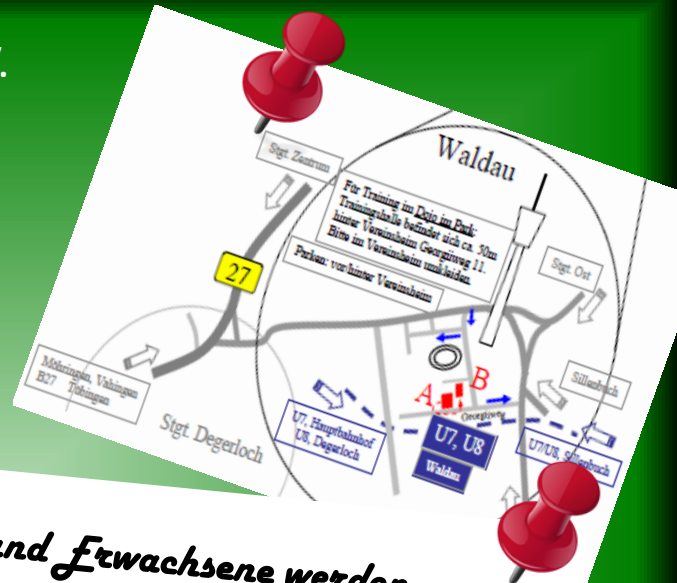 Stgt. Zentrum
Waldau
Für Training im Dojo im Park:
Trainingshalle befindet sich ca. 50m
hinter Vereinsheim Georgiiweg 11.
Bitte im Vereinsheim umkleiden.
Parken: vor/hinter Vereinsheim
27
Stgt. Ost
Möhringen, Vahingen
B27 Tübingen
Stgt. Degerloch
U7, Hauptbahnhof
U8, Degerloch
A
B
Georgiiweg
U7, U8
Waldau
Sillenbuch
U7/U8, Sillenbuch
und Erwachsene werden